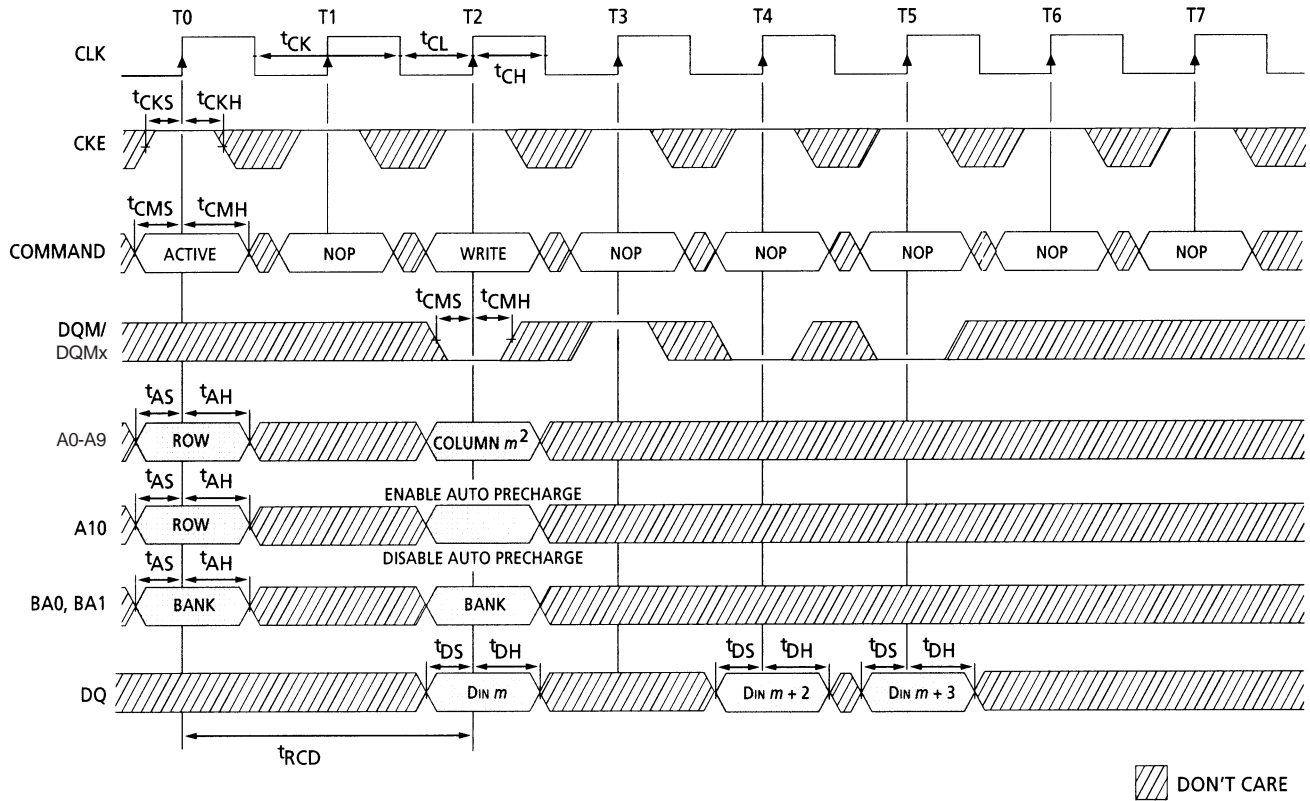 T0 T1 T2 T3 T4 T5 T6 T7
CLK
tCK
tCL
tCH
tCKS tCKH
CKE
tCMS tCMH
COMMAND ACTIVE NOP WRITE NOP NOP NOP NOP NOP
tCMS tCMH
DQM/
DQMx
tAS tAH
A0-A9 ROW COLUMN m2
tAS tAH
ENABLE AUTO PRECHARGE
A10 ROW
DISABLE AUTO PRECHARGE
tAS tAH
BA0, BA1 BANK BANK
tDS tDH tDS tDH tDS tDH
DQ DIN m DIN m + 2 DIN m + 3
tRCD
DON'T CARE